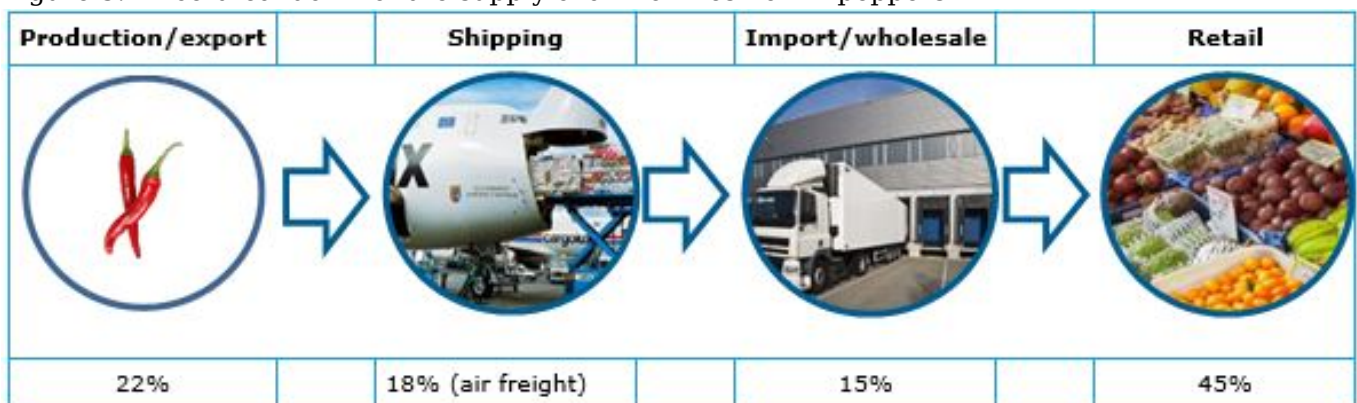 Production/export
Shipping
Import/wholesale
Retail
X
22%
18% (air freight)
15%
45%